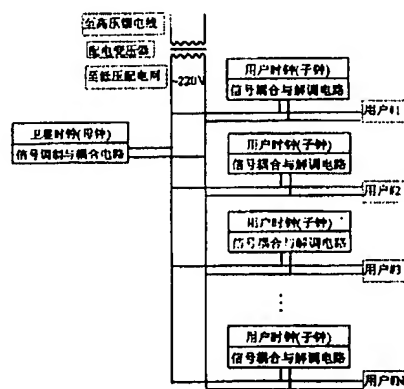 至高压馈电线
配电变压器
至低压配电网
~220V
用户时钟(子钟)
信号耦合与解调电路
用户#1
卫星时钟(母钟)
信号调制与耦合电路
用户时钟(子钟)
信号耦合与解调电路
用户#2
用户时钟(子钟)
信号耦合与解调电路
用户#3
⋮
用户时钟(子钟)
信号耦合与解调电路
用户#N